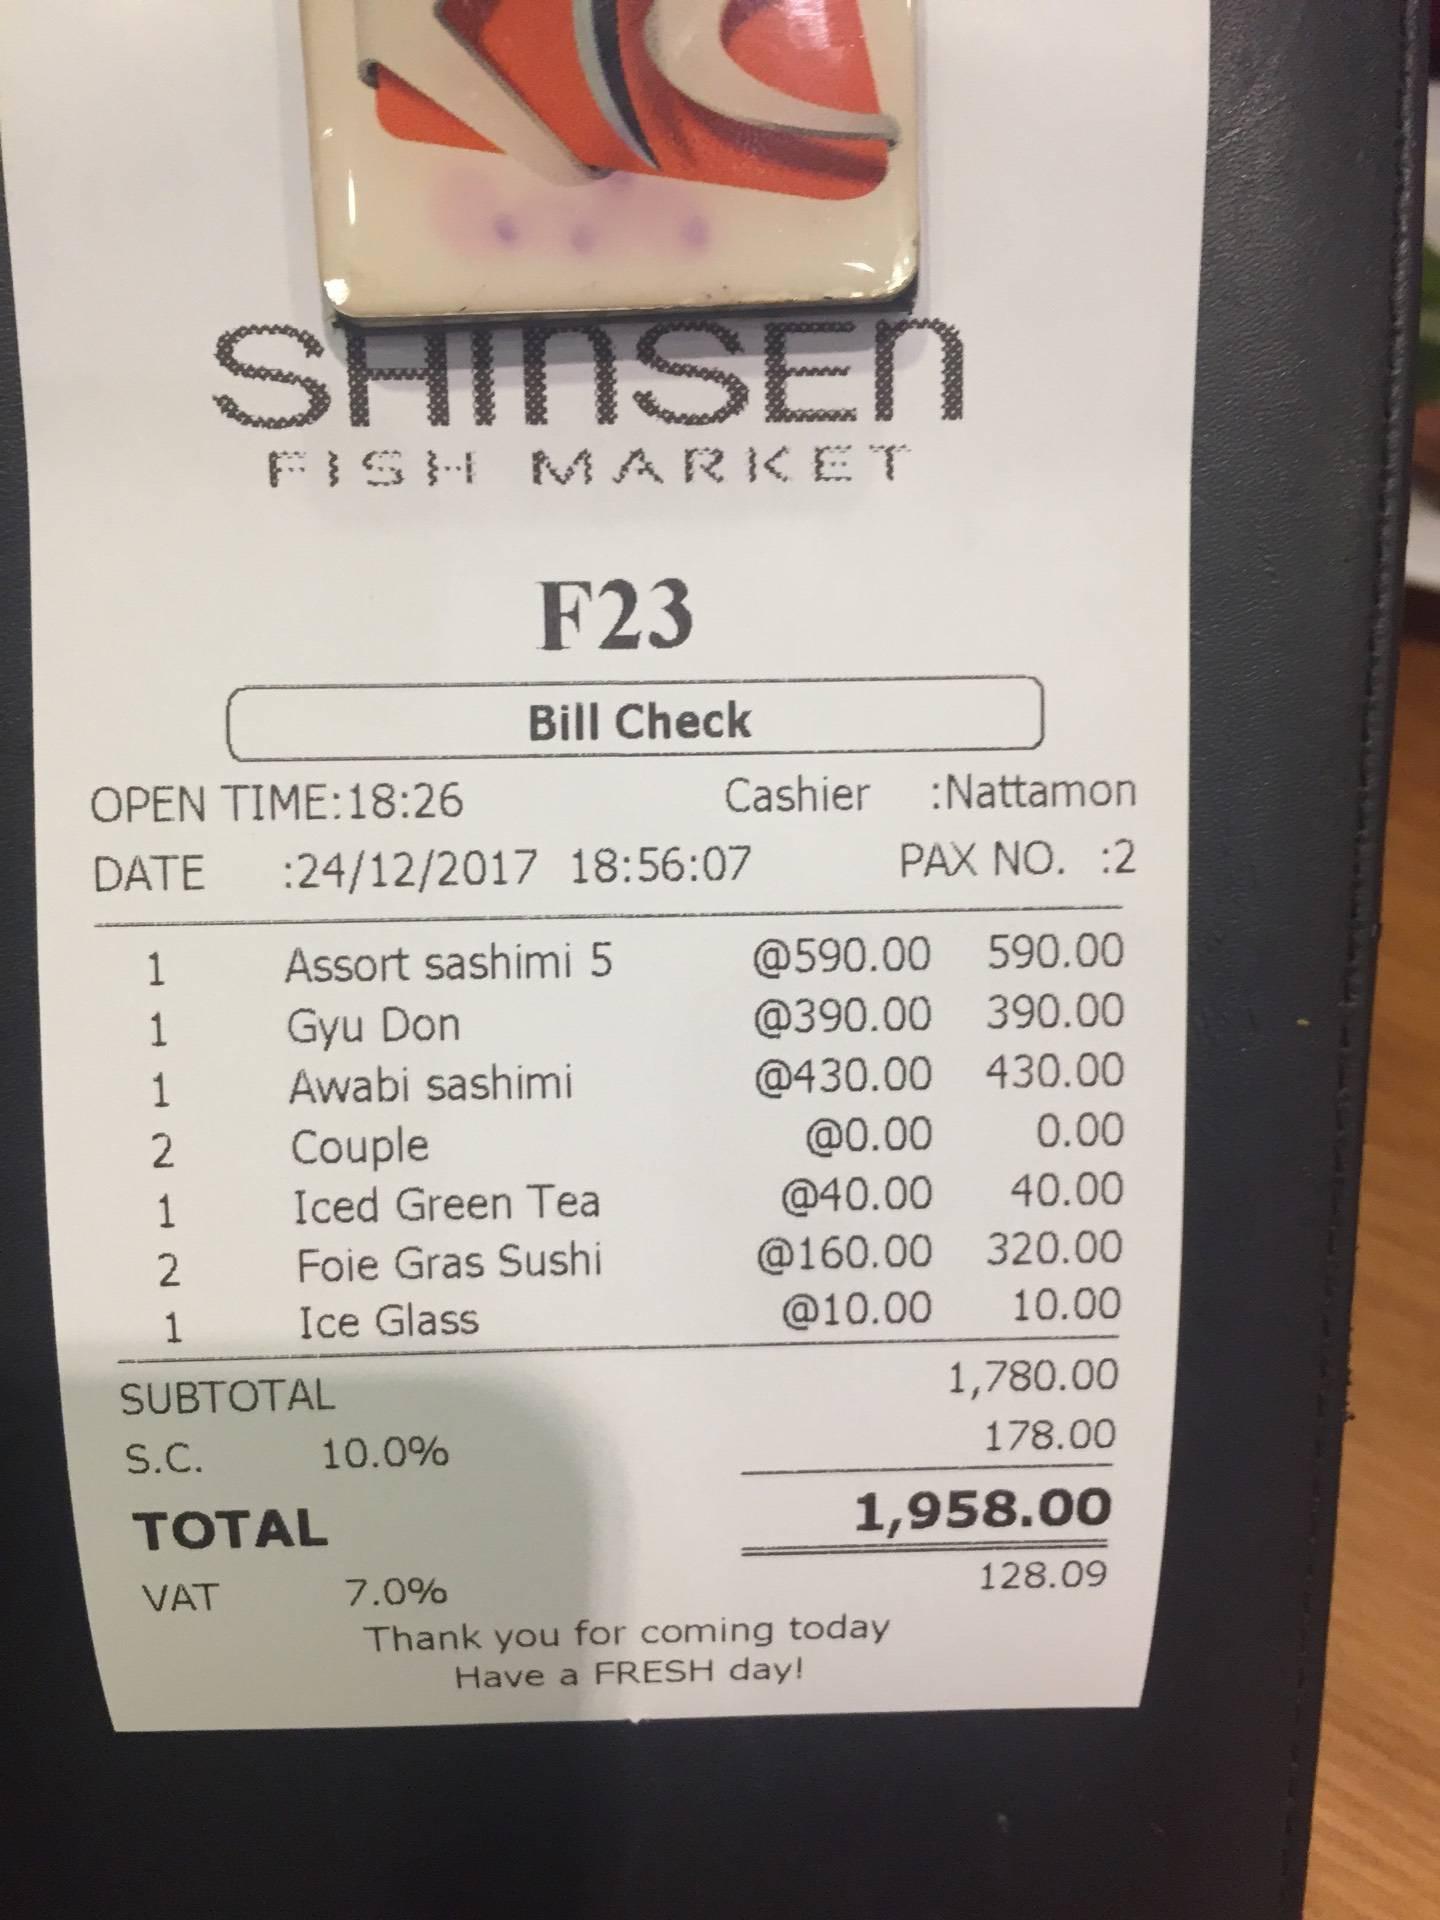 SHINSEN
FISH MARKET
F23
Bill Check
OPEN TIME:18:26 Cashier :Nattamon
DATE :24/12/2017 18:56:07 PAX NO. :2
1 Assort sashimi 5 @590.00 590.00
1 Gyu Don @390.00 390.00
1 Awabi sashimi @430.00 430.00
2 Couple @0.00 0.00
1 Iced Green Tea @40.00 40.00
2 Foie Gras Sushi @160.00 320.00
1 Ice Glass @10.00 10.00
SUBTOTAL 1,780.00
S.C. 10.0% 178.00
TOTAL 1,958.00
VAT 7.0% 128.09
Thank you for coming today
Have a FRESH day!